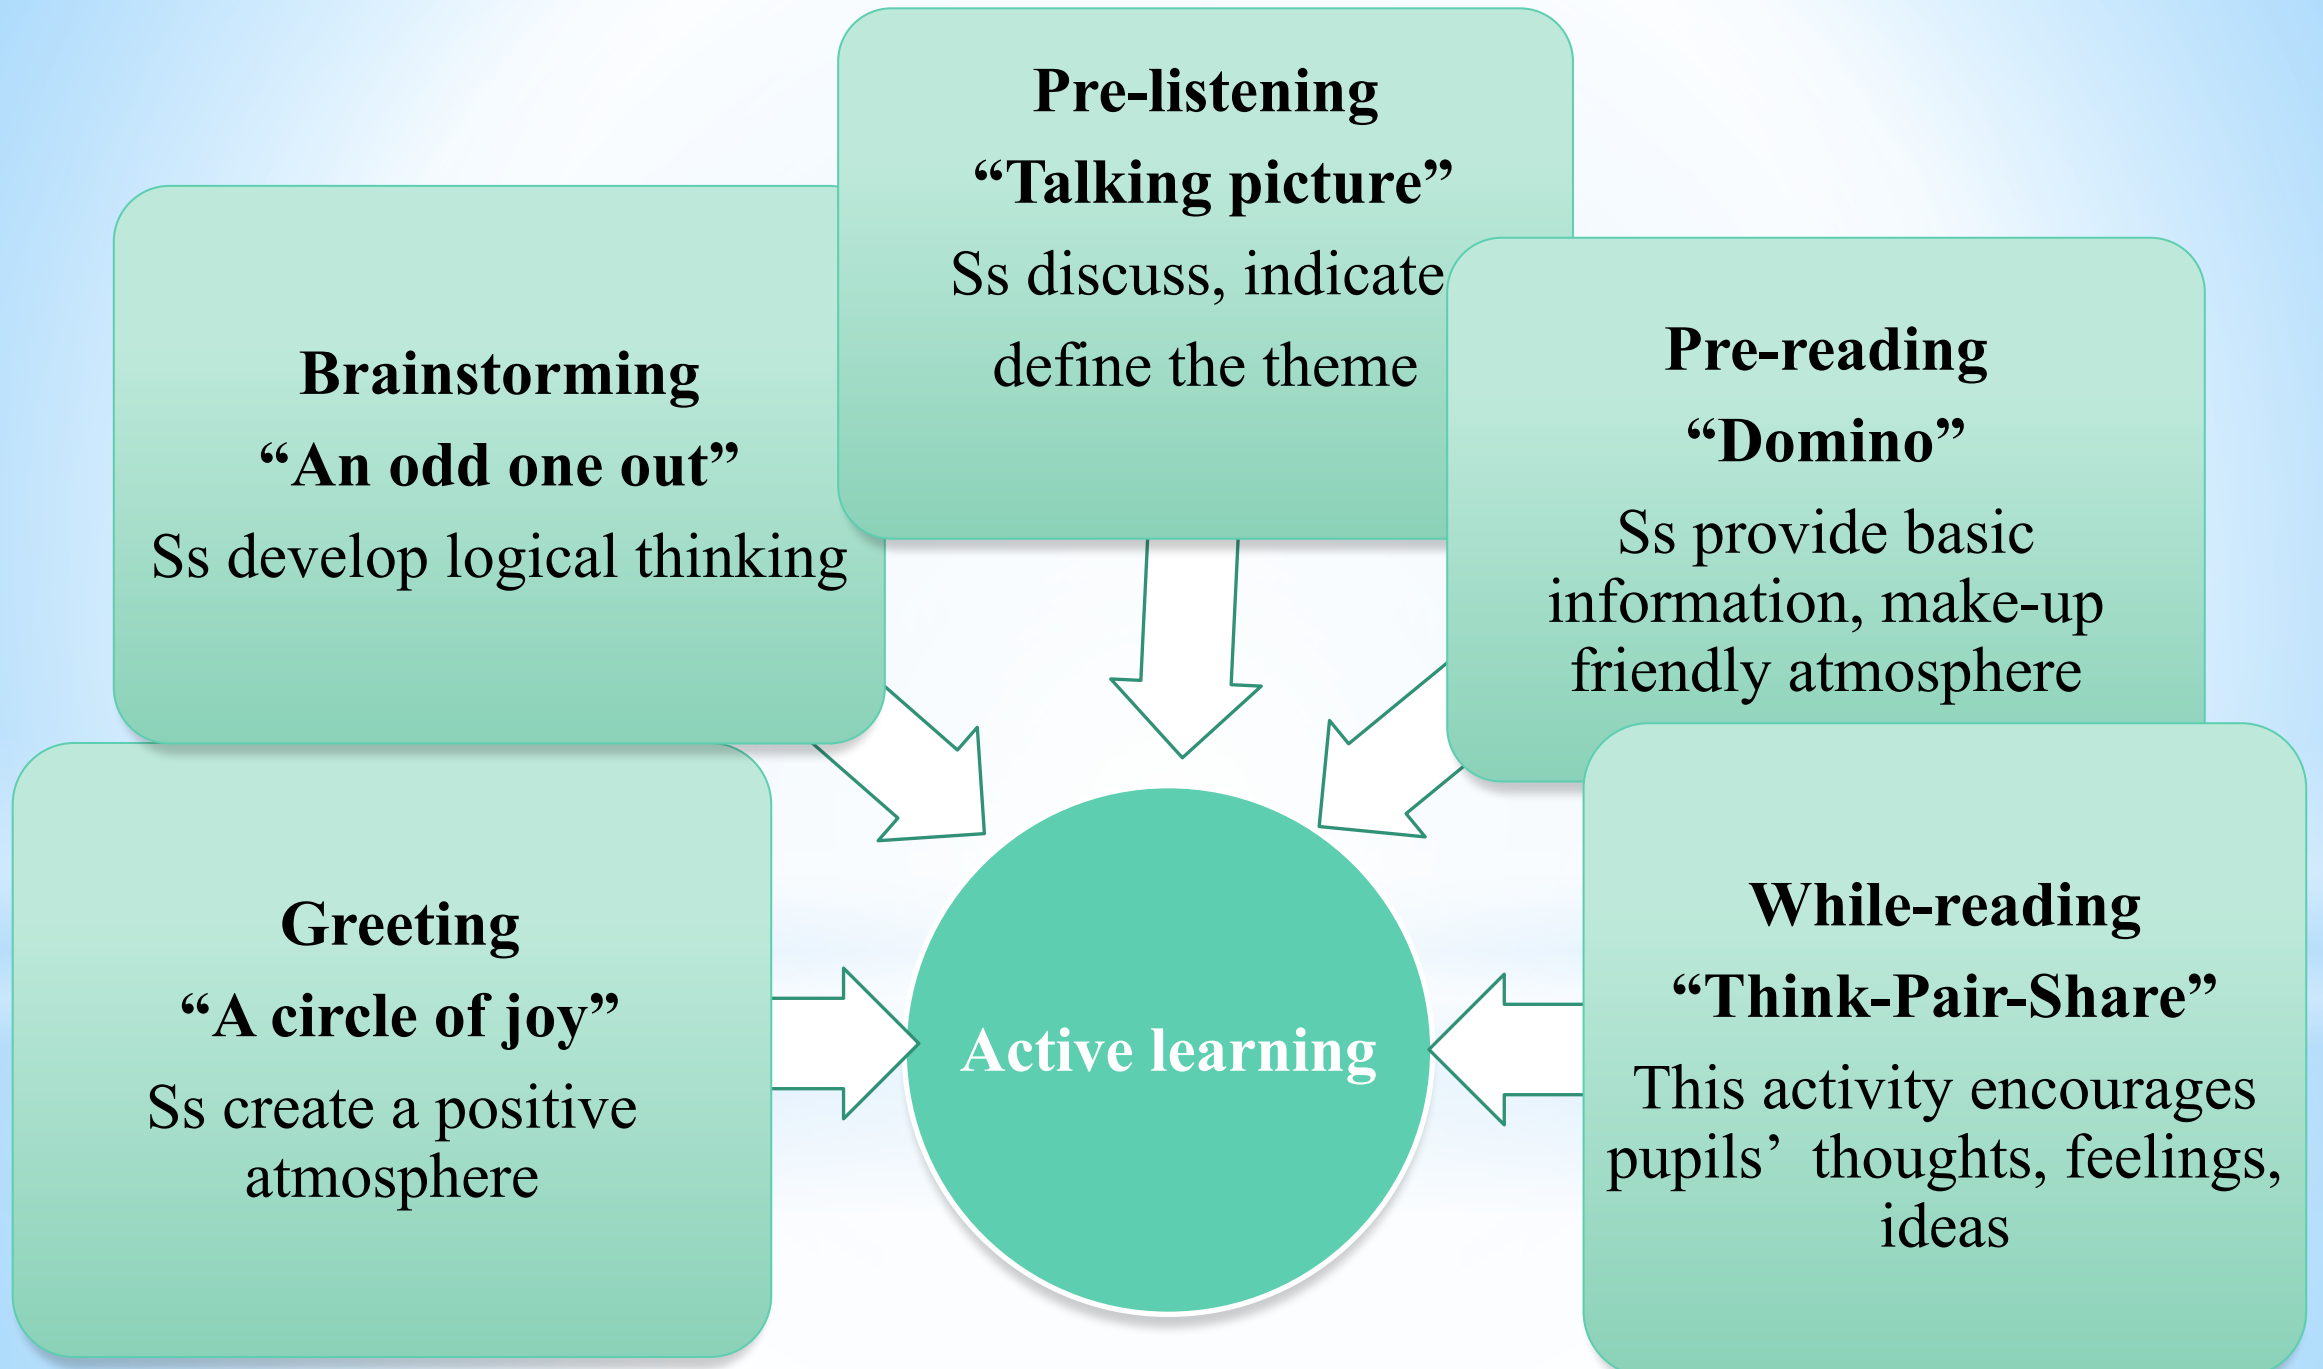 Pre-listening
“Talking picture”
Ss discuss, indicate
define the theme
Brainstorming
“An odd one out”
Ss develop logical thinking
Pre-reading
“Domino”
Ss provide basic
information, make-up
friendly atmosphere
Greeting
“A circle of joy”
Ss create a positive
atmosphere
Active learning
While-reading
“Think-Pair-Share”
This activity encourages
pupils’ thoughts, feelings,
ideas